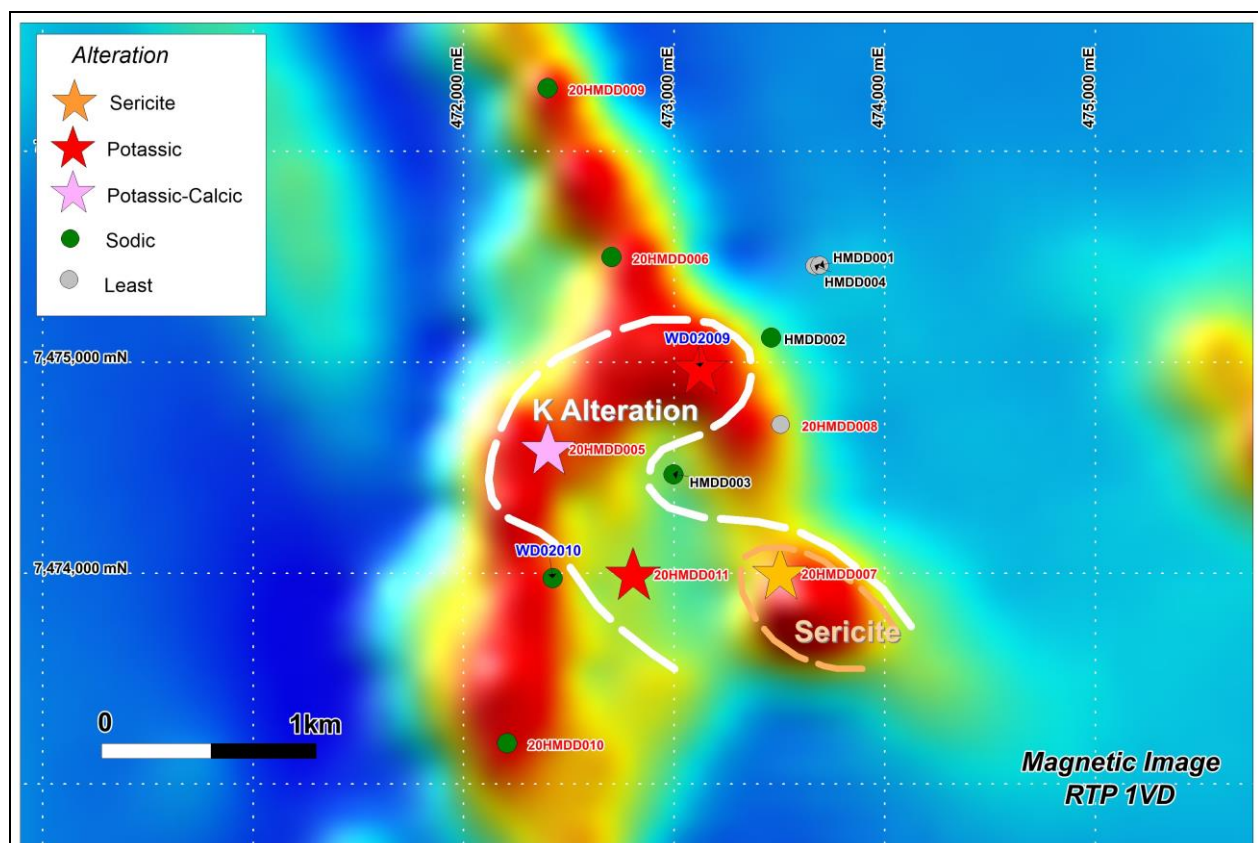 Alteration
Sericite
Potassic
Potassic-Calcic
Sodic
Least
472,000 mE
473,000 mE
474,000 mE
475,000 mE
20HMDD009
20HMDD006
HMDD001
HMDD004
WD02009
HMDD002
7,475,000 mN
K Alteration
20HMDD008
20HMDD005
HMDD003
WD02010
7,474,000 mN
20HMDD011
20HMDD007
Sericite
0
1km
20HMDD010
Magnetic Image
RTP 1VD